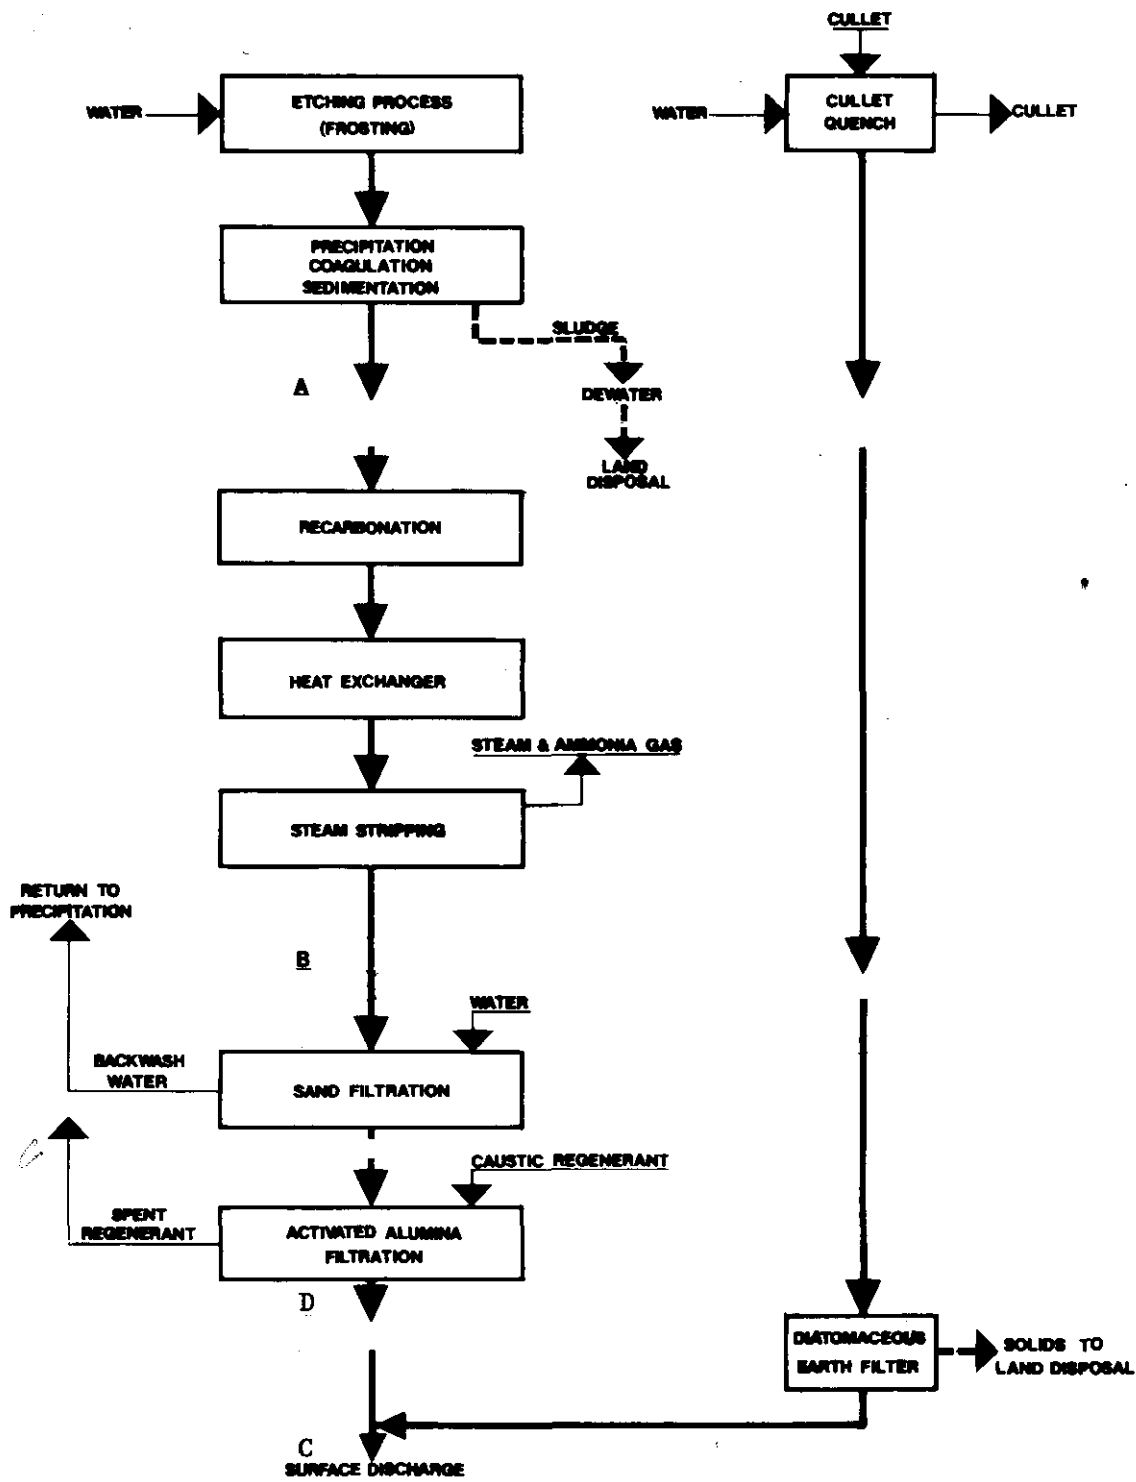 CULLET
WATER
ETCHING PROCESS
(FROSTING)
WATER
CULLET
QUENCH
CULLET
PRECIPITATION
COAGULATION
SEDIMENTATION
SLUDGE
A
DEWATER
LAND
DISPOSAL
RECARBONATION
HEAT EXCHANGER
STEAM & AMMONIA GAS
STEAM STRIPPING
RETURN TO
PRECIPITATION
B
WATER
BACKWASH
WATER
SAND FILTRATION
CAUSTIC REGENERANT
SPENT
REGENERANT
ACTIVATED ALUMINA
FILTRATION
D
DIATOMACEOUS
EARTH FILTER
SOLIDS TO
LAND DISPOSAL
C
SURFACE DISCHARGE